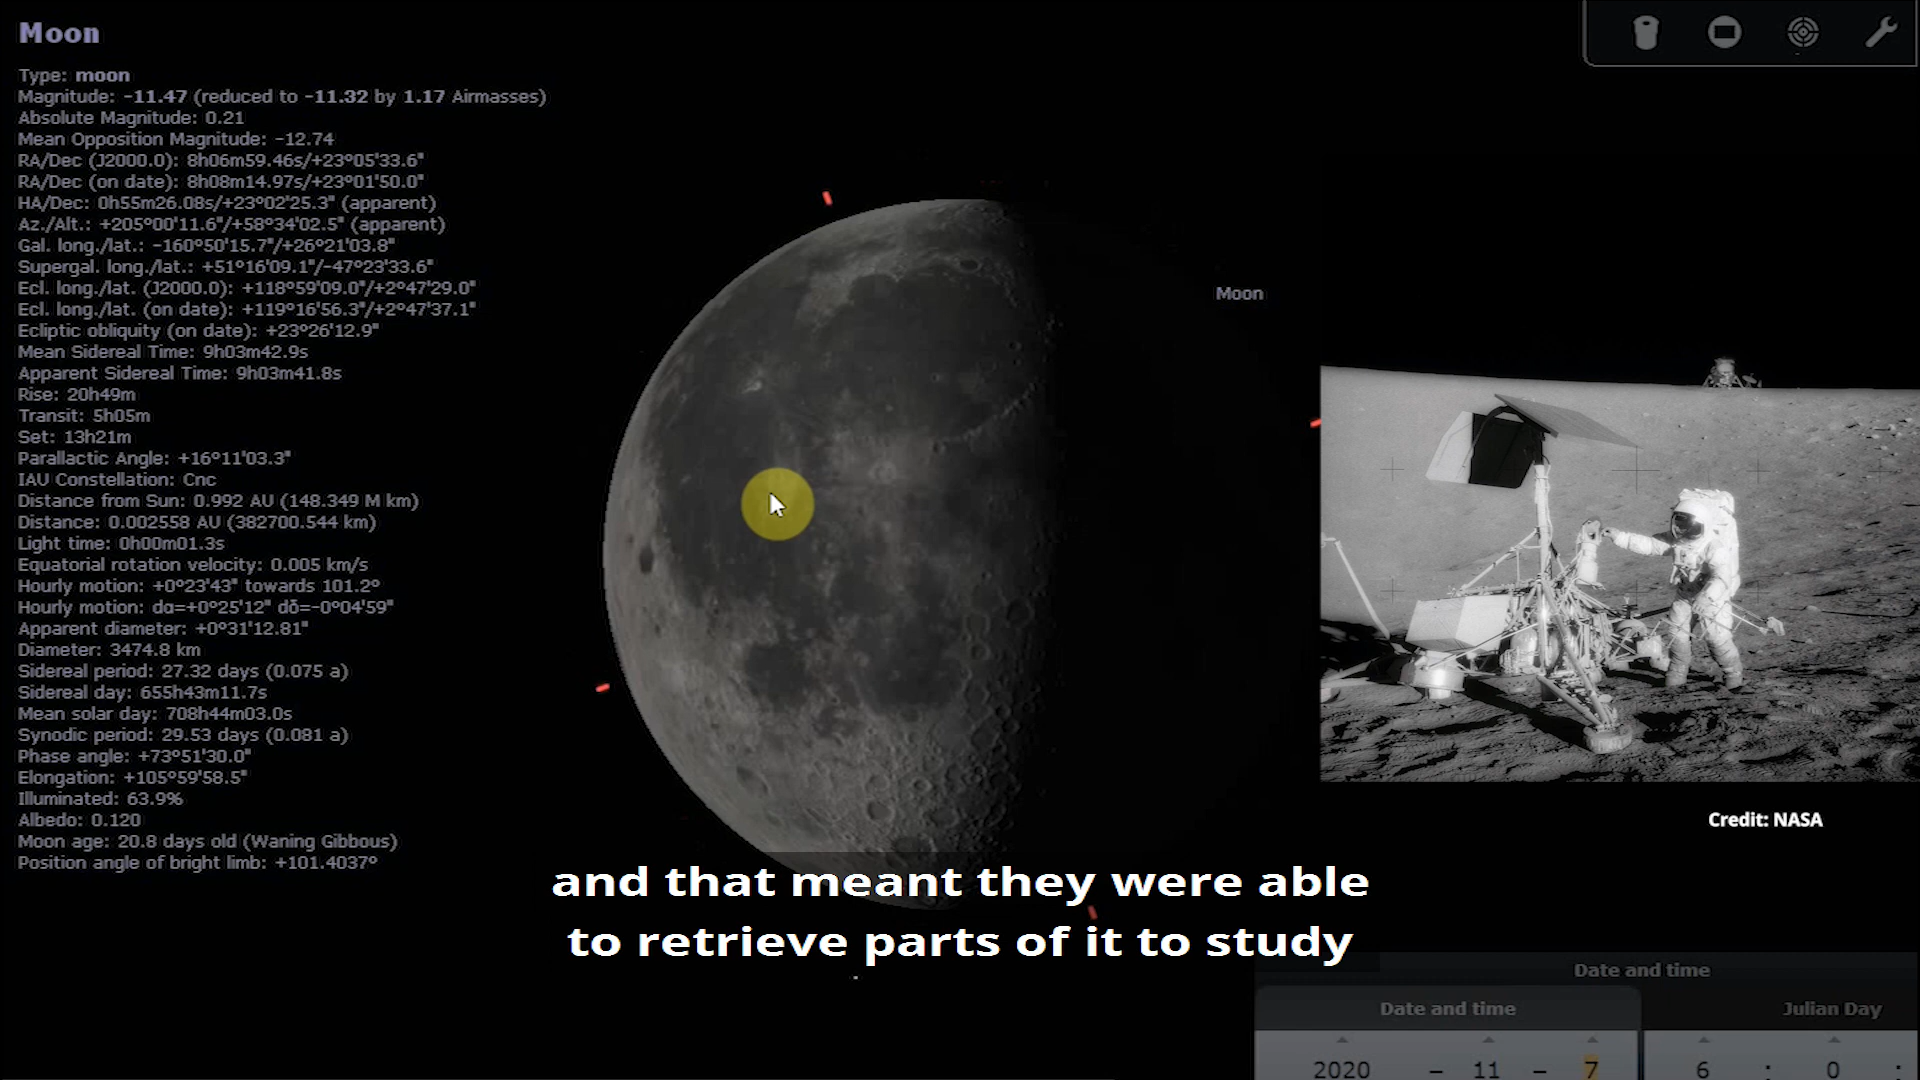 Moon
Type: moon
Magnitude: -11.47 (reduced to -11.32 by 1.17 Airmasses)
Absolute Magnitude: 0.21
Mean Opposition Magnitude: -12.74
RA/Dec (J2000.0): 8h06m59.46s/+23°05'33.6"
RA/Dec (on date): 8h08m14.97s/+23°01'50.0"
HA/Dec: 0h55m26.08s/+23°02'25.3" (apparent)
Az./Alt.: +205°00'11.6"/+58°34'02.5" (apparent)
Gal. long./lat.: -160°50'15.7"/+26°21'03.8"
Supergal. long./lat.: +51°16'09.1"/-47°23'33.6"
Ecl. long./lat. (J2000.0): +118°59'09.0"/+2°47'29.0"
Ecl. long./lat. (on date): +119°16'56.3"/+2°47'37.1"
Ecliptic obliquity (on date): +23°26'12.9"
Mean Sidereal Time: 9h03m42.9s
Apparent Sidereal Time: 9h03m41.8s
Rise: 20h49m
Transit: 5h05m
Set: 13h21m
Parallactic Angle: +16°11'03.3"
IAU Constellation: Cnc
Distance from Sun: 0.992 AU (148.349 M km)
Distance: 0.002558 AU (382700.544 km)
Light time: 0h00m01.3s
Equatorial rotation velocity: 0.005 km/s
Hourly motion: +0°23'43" towards 101.2°
Hourly motion: dα=+0°25'12" dδ=-0°04'59"
Apparent diameter: +0°31'12.81"
Diameter: 3474.8 km
Sidereal period: 27.32 days (0.075 a)
Sidereal day: 655h43m11.7s
Mean solar day: 708h44m03.0s
Synodic period: 29.53 days (0.081 a)
Phase angle: +73°51'30.0"
Elongation: +105°59'58.5"
Illuminated: 63.9%
Albedo: 0.120
Moon age: 20.8 days old (Waning Gibbous)
Position angle of bright limb: +101.4037°
Moon
Credit: NASA
and that meant they were able
to retrieve parts of it to study
Date and time
Date and time
Julian Day
2020 - 11 - 7
6 : 0 :